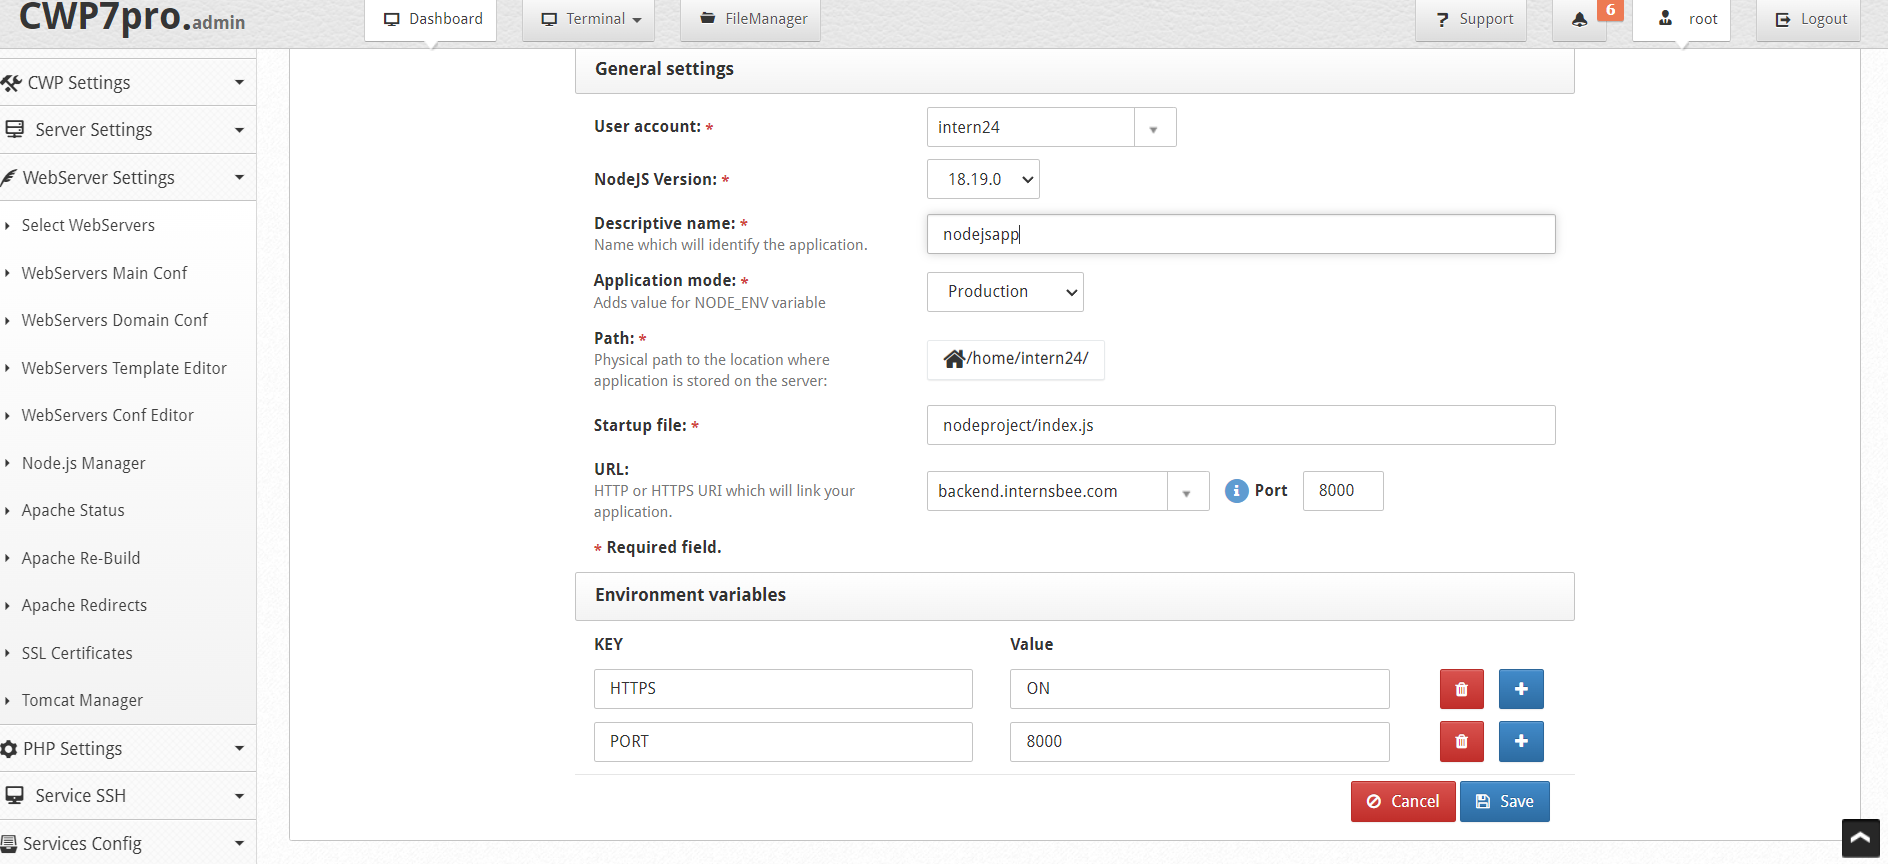 CWP7pro.admin
Dashboard
Terminal
FileManager
? Support
6
root
Logout
CWP Settings
Server Settings
WebServer Settings
Select WebServers
WebServers Main Conf
WebServers Domain Conf
WebServers Template Editor
WebServers Conf Editor
Node.js Manager
Apache Status
Apache Re-Build
Apache Redirects
SSL Certificates
Tomcat Manager
PHP Settings
Service SSH
Services Config
General settings
User account: *
intern24
NodeJS Version: *
18.19.0
Descriptive name: *
Name which will identify the application.
nodejsapp
Application mode: *
Adds value for NODE_ENV variable
Production
Path: *
Physical path to the location where
application is stored on the server:
/home/intern24/
Startup file: *
nodeproject/index.js
URL:
HTTP or HTTPS URI which will link your
application.
backend.internsbee.com
i Port
8000
* Required field.
Environment variables
KEY
Value
HTTPS
ON
PORT
8000
Cancel
Save